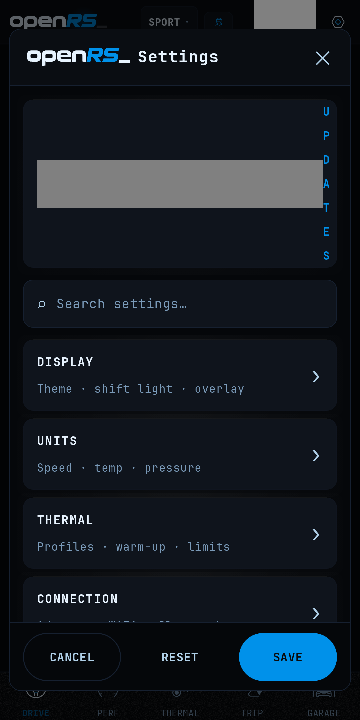 openRS_
SPORT
openRS_ Settings
UPDATES
Search settings…
DISPLAY
Theme · shift light · overlay
UNITS
Speed · temp · pressure
THERMAL
Profiles · warm-up · limits
CONNECTION
CANCEL
RESET
SAVE
DRIVE
THERMAL
TRIP
GARAGE